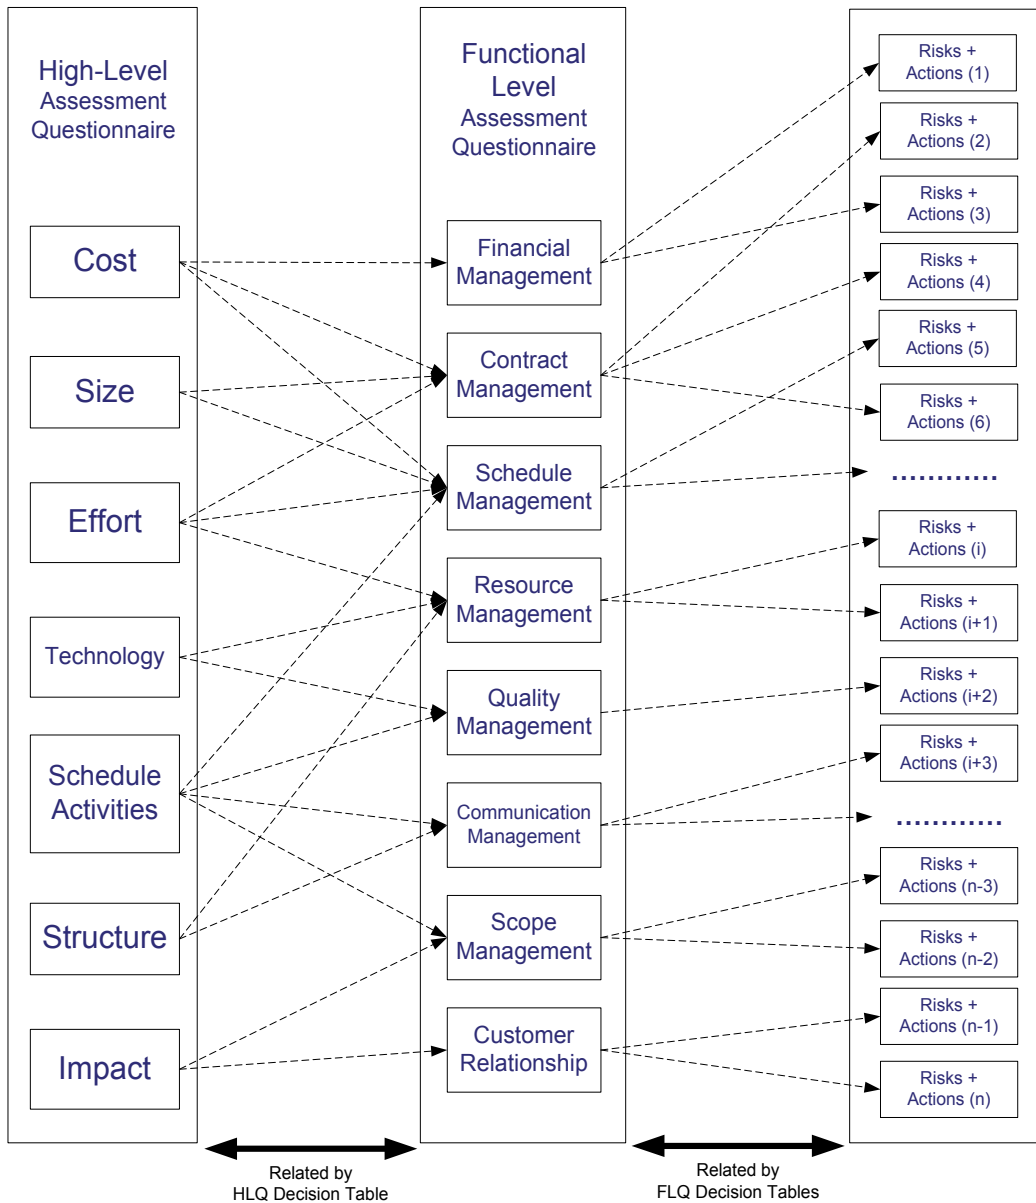 High-Level
Assessment
Questionnaire
Cost
Size
Effort
Technology
Schedule
Activities
Structure
Impact
Functional
Level
Assessment
Questionnaire
Financial
Management
Contract
Management
Schedule
Management
Resource
Management
Quality
Management
Communication
Management
Scope
Management
Customer
Relationship
Risks +
Actions (1)
Risks +
Actions (2)
Risks +
Actions (3)
Risks +
Actions (4)
Risks +
Actions (5)
Risks +
Actions (6)
............
Risks +
Actions (i)
Risks +
Actions (i+1)
Risks +
Actions (i+2)
Risks +
Actions (i+3)
............
Risks +
Actions (n-3)
Risks +
Actions (n-2)
Risks +
Actions (n-1)
Risks +
Actions (n)
Related by
HLQ Decision Table
Related by
FLQ Decision Tables